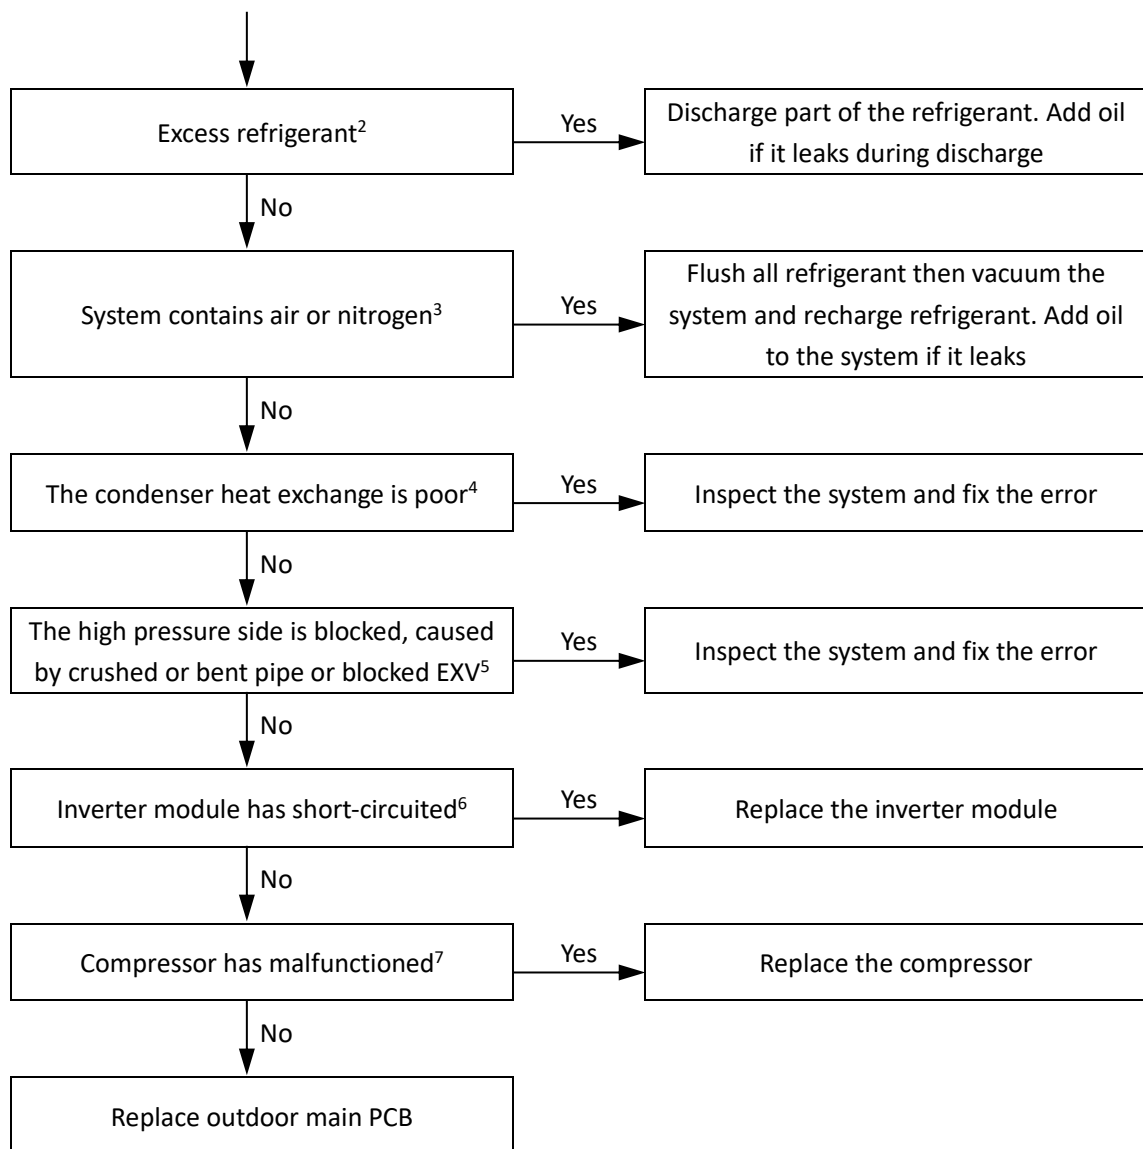 Excess refrigerant2
Yes
Discharge part of the refrigerant. Add oil
if it leaks during discharge
No
System contains air or nitrogen3
Yes
Flush all refrigerant then vacuum the
system and recharge refrigerant. Add oil
to the system if it leaks
No
The condenser heat exchange is poor4
Yes
Inspect the system and fix the error
No
The high pressure side is blocked, caused
by crushed or bent pipe or blocked EXV5
Yes
Inspect the system and fix the error
No
Inverter module has short-circuited6
Yes
Replace the inverter module
No
Compressor has malfunctioned7
Yes
Replace the compressor
No
Replace outdoor main PCB